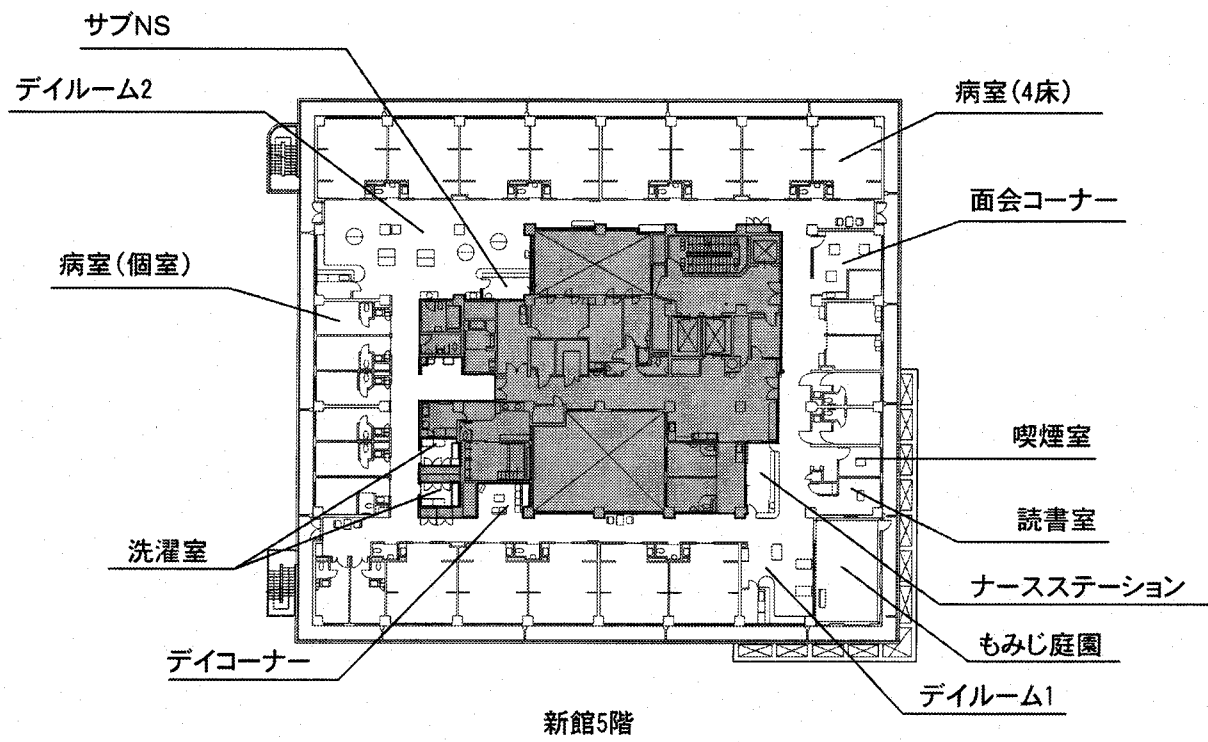 サブNS
デイルーム2
病室(4床)
面会コーナー
病室(個室)
喫煙室
読書室
洗濯室
ナースステーション
もみじ庭園
デイコーナー
デイルーム1
新館5階